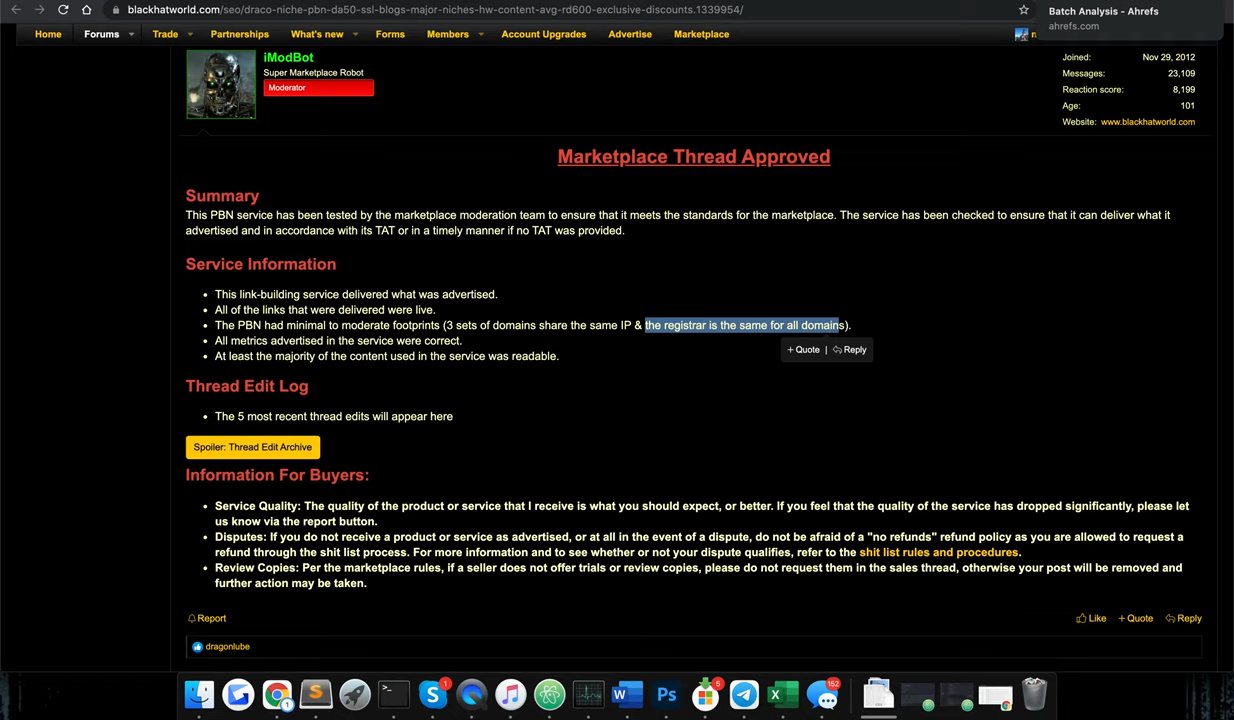 blackhatworld.com/seo/draco-niche-pbn-da50-ssl-blogs-major-niches-hw-content-avg-rd600-exclusive-discounts.1339954/
Batch Analysis - Ahrefs
ahrefs.com
Home Forums Trade Partnerships What's new Forms Members Account Upgrades Advertise Marketplace
iModBot
Super Marketplace Robot
Moderator
Joined: Nov 29, 2012
Messages: 23,109
Reaction score: 8,199
Age: 101
Website: www.blackhatworld.com
Marketplace Thread Approved
Summary
This PBN service has been tested by the marketplace moderation team to ensure that it meets the standards for the marketplace. The service has been checked to ensure that it can deliver what it
advertised and in accordance with its TAT or in a timely manner if no TAT was provided.
Service Information
• This link-building service delivered what was advertised.
• All of the links that were delivered were live.
• The PBN had minimal to moderate footprints (3 sets of domains share the same IP & the registrar is the same for all domains).
• All metrics advertised in the service were correct.
+ Quote | Reply
• At least the majority of the content used in the service was readable.
Thread Edit Log
• The 5 most recent thread edits will appear here
Spoiler: Thread Edit Archive
Information For Buyers:
• Service Quality: The quality of the product or service that I receive is what you should expect, or better. If you feel that the quality of the service has dropped significantly, please let
us know via the report button.
• Disputes: If you do not receive a product or service as advertised, or at all in the event of a dispute, do not be afraid of a "no refunds" refund policy as you are allowed to request a
refund through the shit list process. For more information and to see whether or not your dispute qualifies, refer to the shit list rules and procedures.
• Review Copies: Per the marketplace rules, if a seller does not offer trials or review copies, please do not request them in the sales thread, otherwise your post will be removed and
further action may be taken.
Report Like + Quote Reply
dragonlube
1 1 5 152
S S W Ps X